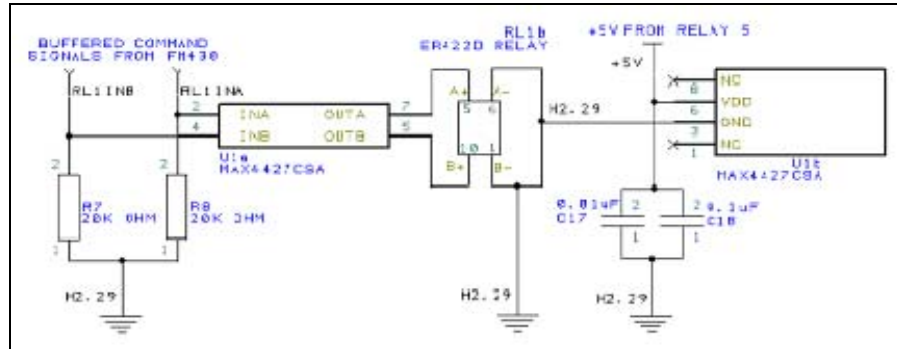 BUFFERED COMMAND
SIGNALS FROM FM430
RL1INB
RL1INA
2
INA
OUTA
7
4
INB
OUTB
5
U1a
MAX4427CSA
2
R7
20K OHM
1
2
R8
20K OHM
1
H2.29
RL1b
ER422D RELAY
A+
A-
5
6
10
1
B+
B-
H2.29
H2.29
+5V FROM RELAY 5
+5V
NC
8
VDD
6
GND
3
NC
1
MAX4427CSA
0.01uF
C17
2
1
2
0.1uF
C18
1
H2.29